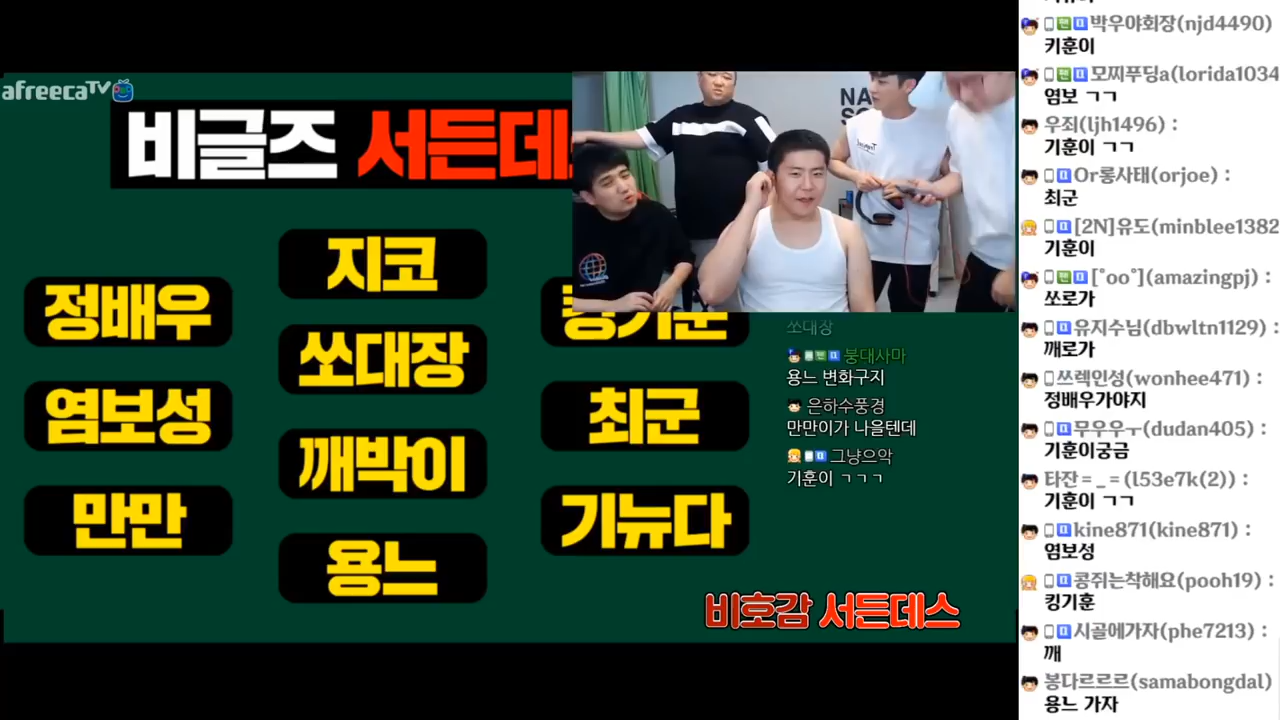 afreecaTV
비글즈 서든데
NA
정배우
염보성
만만
지코
쏘대장
깨박이
용느
킹기훈
최군
기뉴다
쏘대장
붕대사마
용느 변화구지
은하수풍경
만만이가 나을텐데
그냥으악
기훈이 ㄱㄱㄱ
비호감 서든데스
박우야회장(njd4490)
키훈이
모찌푸딩a(lorida1034
염보 ㄱㄱ
우죄(ljh1496) :
기훈이 ㄱㄱ
Or롱사태(orjoe) :
최군
[2N]유도(minblee1382
기훈이
[˚oo˚](amazingpj) :
쏘로가
유지수님(dbwltn1129) :
깨로가
쓰렉인성(wonhee471) :
정배우가야지
무우우ㅜ(dudan405) :
기훈이궁금
타잔=_=(l53e7k(2)) :
기훈이 ㄱㄱ
kine871(kine871) :
염보성
콩쥐는착해요(pooh19) :
킹기훈
시골에가자(phe7213) :
깨
봉다르르르(samabongdal)
용느 가자